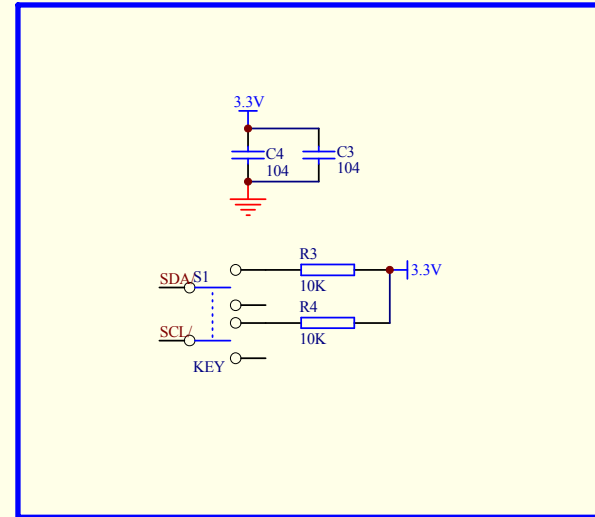 3.3V
C4
104
C3
104
R3
10K
3.3V
SDA/
S1
R4
10K
SCL/
KEY